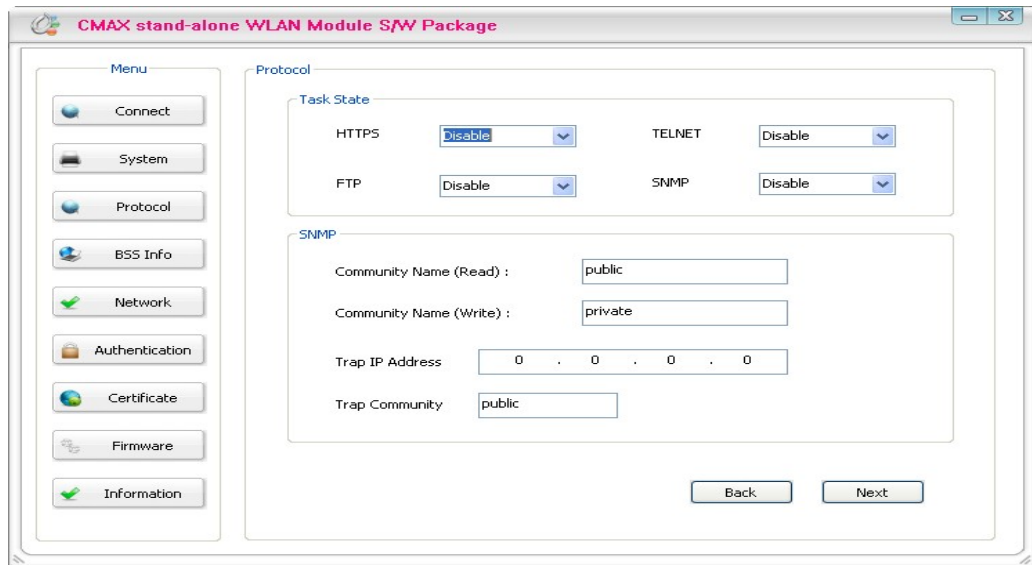 CMAX stand-alone WLAN Module S/W Package
Menu
Connect
System
Protocol
BSS Info
Network
Authentication
Certificate
Firmware
Information
Protocol
Task State
HTTPS Disable TELNET Disable
FTP Disable SNMP Disable
SNMP
Community Name (Read) : public
Community Name (Write) : private
Trap IP Address 0 . 0 . 0 . 0
Trap Community public
Back Next